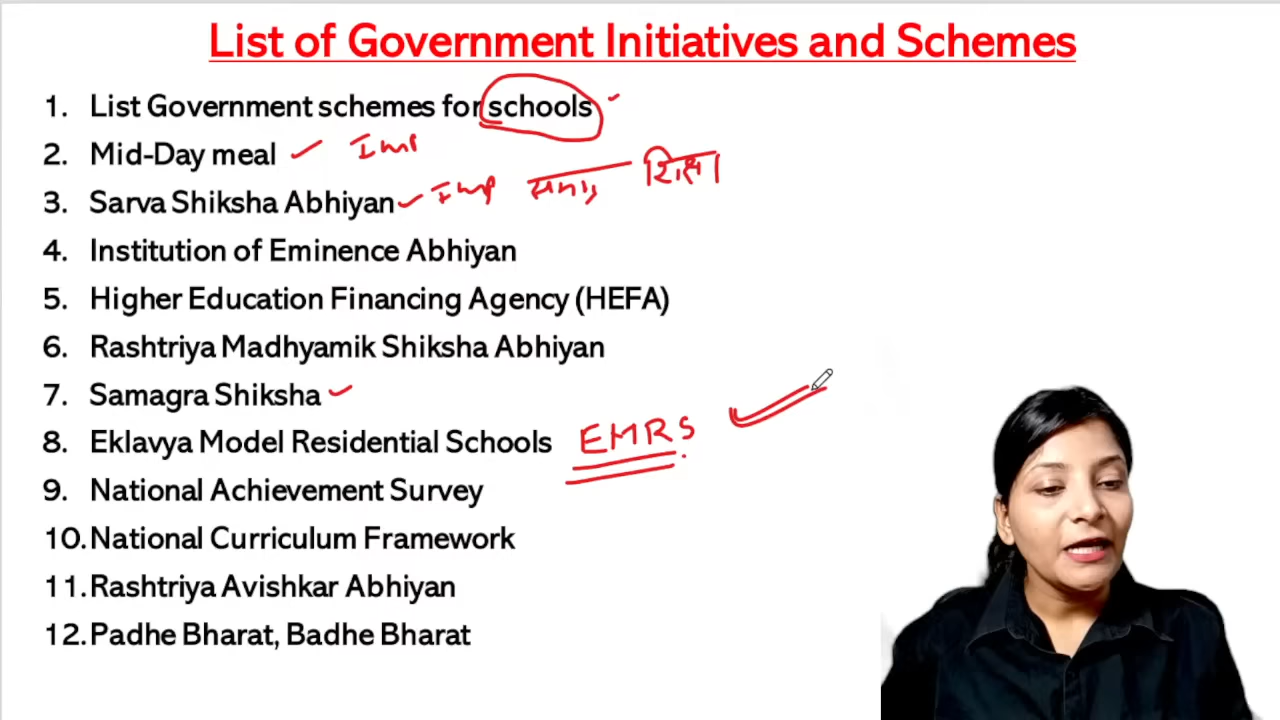 List of Government Initiatives and Schemes
1. List Government schemes for schools
2. Mid-Day meal Imp
3. Sarva Shiksha Abhiyan Imp समग्र शिक्षा
4. Institution of Eminence Abhiyan
5. Higher Education Financing Agency (HEFA)
6. Rashtriya Madhyamik Shiksha Abhiyan
7. Samagra Shiksha
8. Eklavya Model Residential Schools EMRS
9. National Achievement Survey
10. National Curriculum Framework
11. Rashtriya Avishkar Abhiyan
12. Padhe Bharat, Badhe Bharat